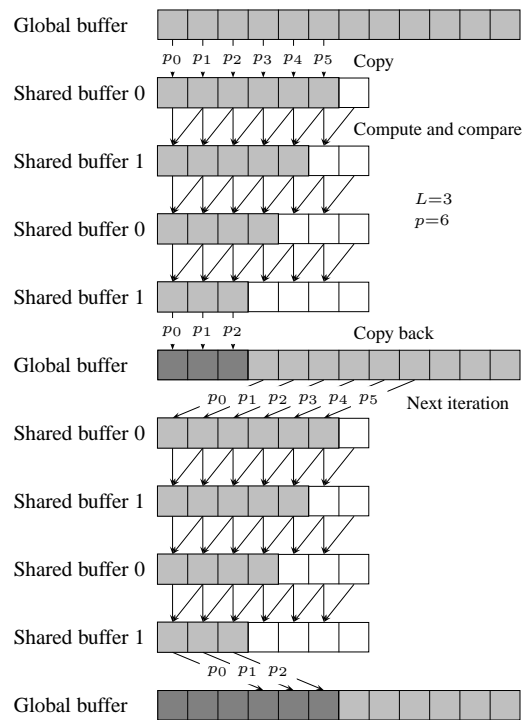 Global buffer
p0 p1 p2 p3 p4 p5 Copy
Shared buffer 0
Compute and compare
Shared buffer 1
L=3
p=6
Shared buffer 0
Shared buffer 1
p0 p1 p2 Copy back
Global buffer
p0 p1 p2 p3 p4 p5 Next iteration
Shared buffer 0
Shared buffer 1
Shared buffer 0
Shared buffer 1
p0 p1 p2
Global buffer